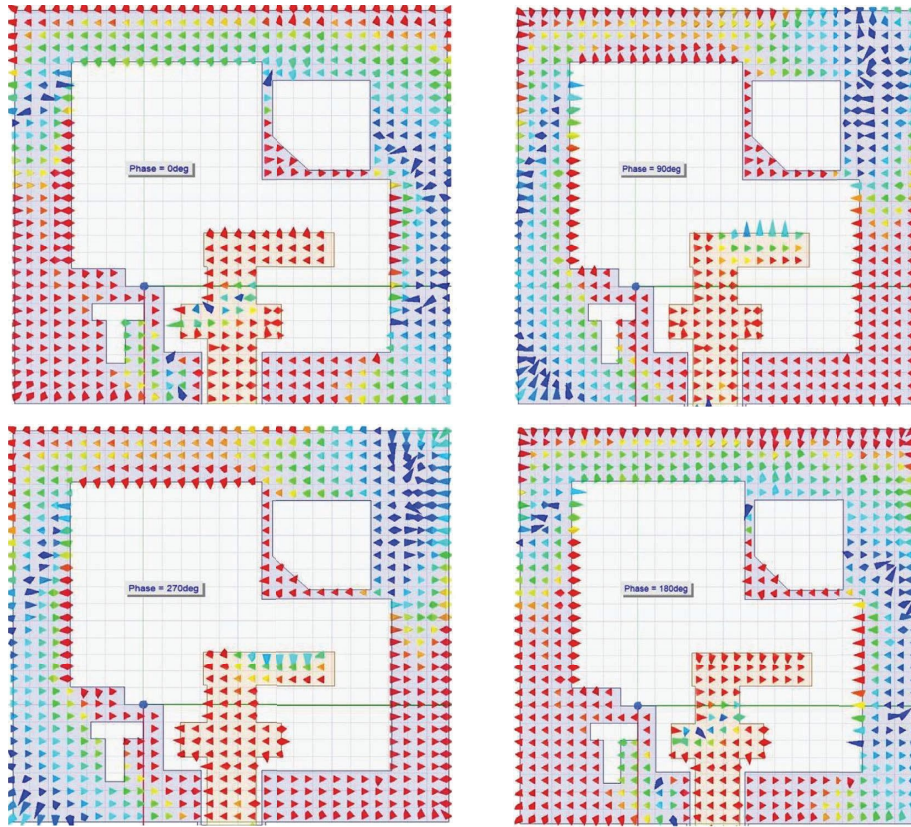 Phase = 0deg
Phase = 90deg
Phase = 270deg
Phase = 180deg